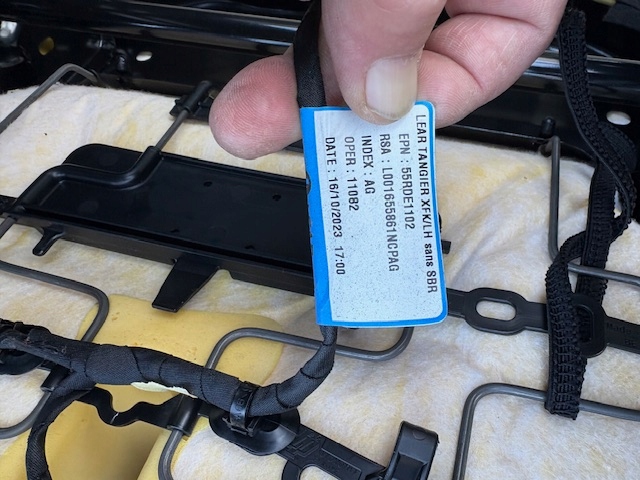 LEAR TANGIER XFK/LH sans SBR
EPN : 55RDE1102
RSA : L001655861NCPAG
INDEX : AG
OPER : 11082
DATE : 16/10/2023 17:00